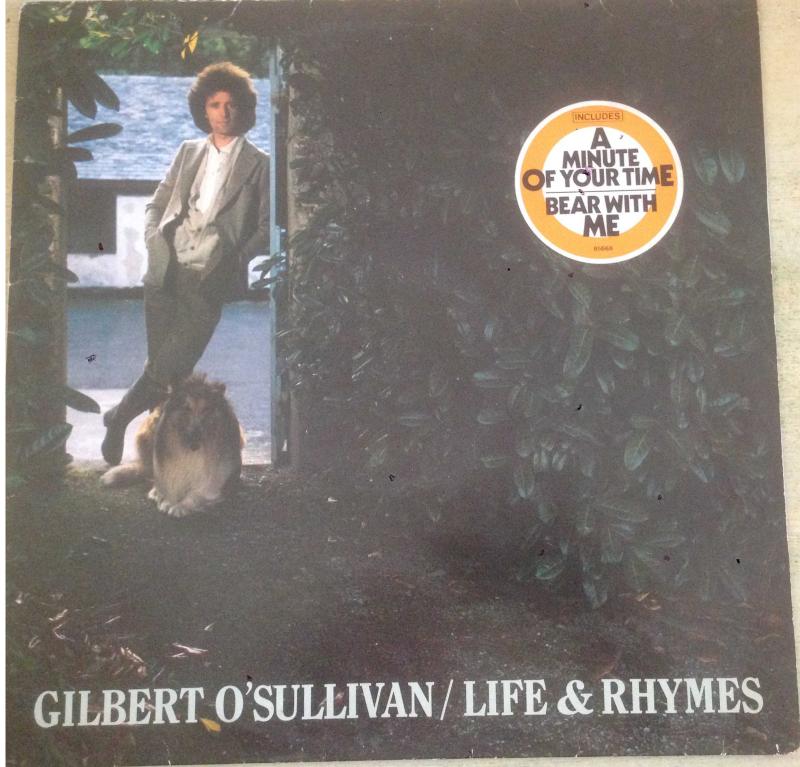 INCLUDES
A
MINUTE
OF YOUR TIME
BEAR WITH
ME
GILBERT O'SULLIVAN / LIFE & RHYMES